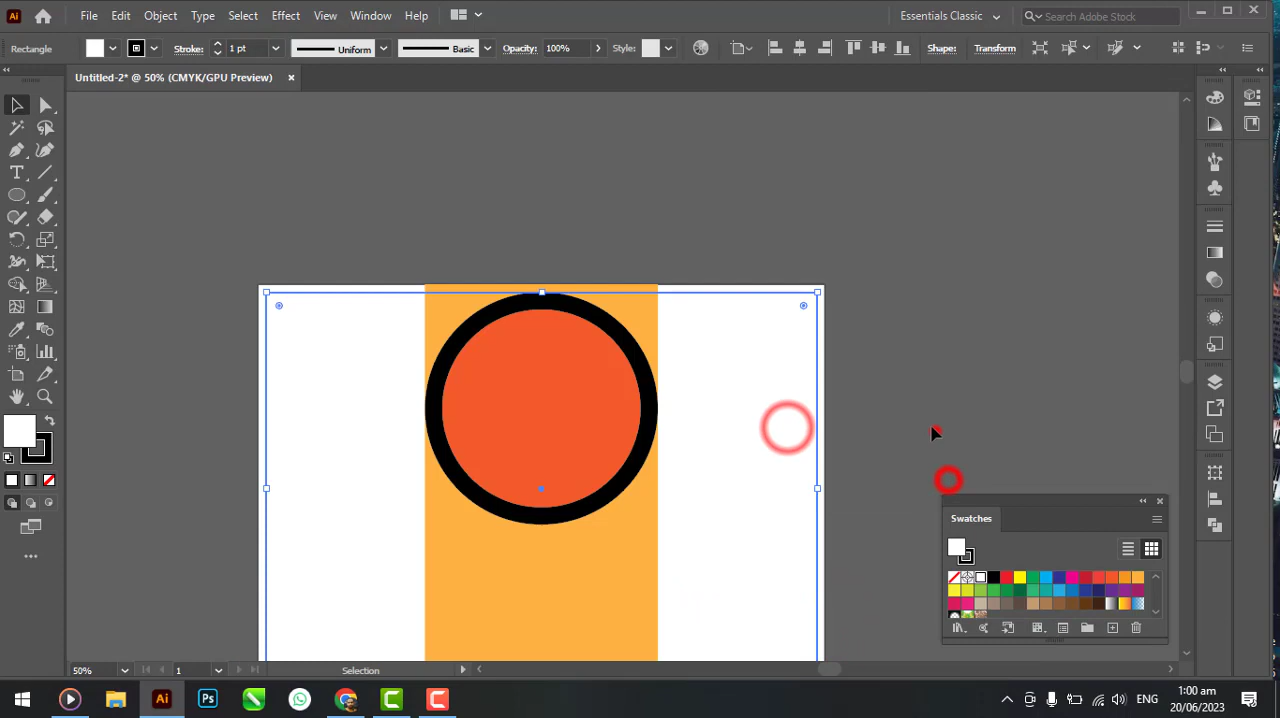 Ai
File Edit Object Type Select Effect View Window Help
Essentials Classic
Search Adobe Stock
Rectangle
Stroke:
1 pt
Uniform
Basic
Opacity:
100%
Style:
Shape:
Transform
Untitled-2* @ 50% (CMYK/GPU Preview)
Swatches
50%
1
Selection
Ai
Ps
ENG
1:00 am
20/06/2023